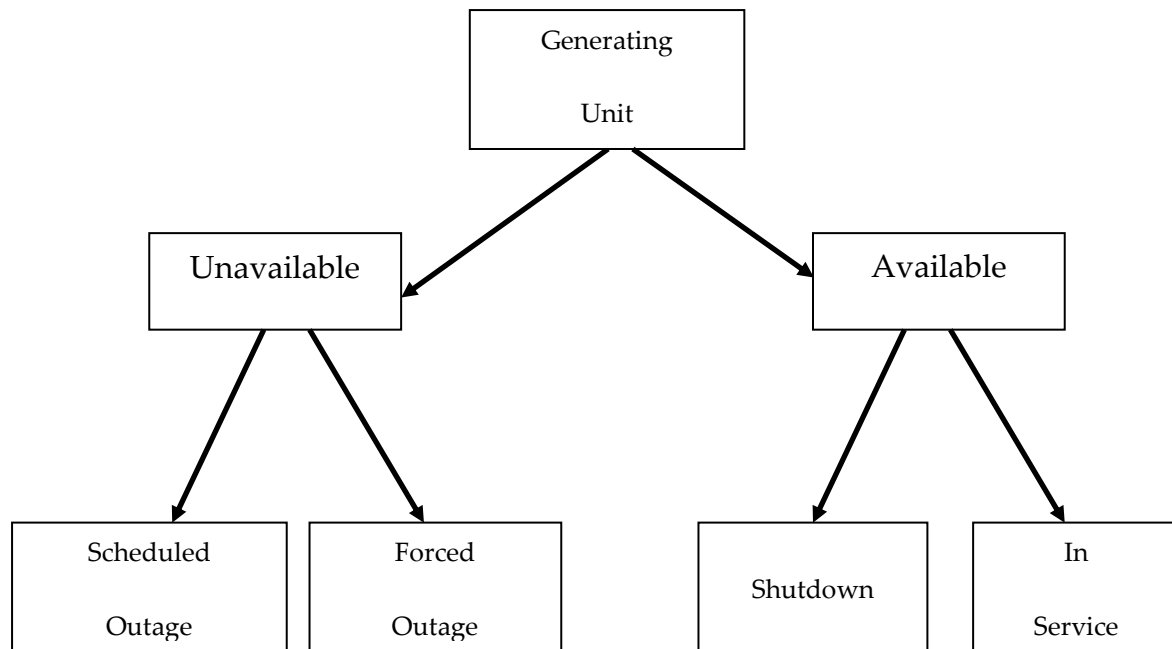 Generating
Unit
Unavailable
Available
Scheduled
Outage
Forced
Outage
Shutdown
In
Service